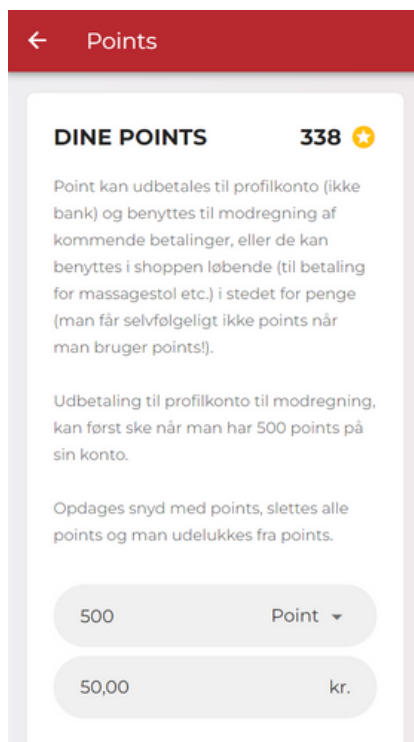 Points
DINE POINTS 338
Point kan udbetales til profilkonto (ikke
bank) og benyttes til modregning af
kommende betalinger, eller de kan
benyttes i shoppen løbende (til betaling
for massagestol etc.) i stedet for penge
(man får selvfølgeligt ikke points når
man bruger points!).
Udbetaling til profilkonto til modregning,
kan først ske når man har 500 points på
sin konto.
Opdages snyd med points, slettes alle
points og man udelukkes fra points.
500 Point
50,00 kr.